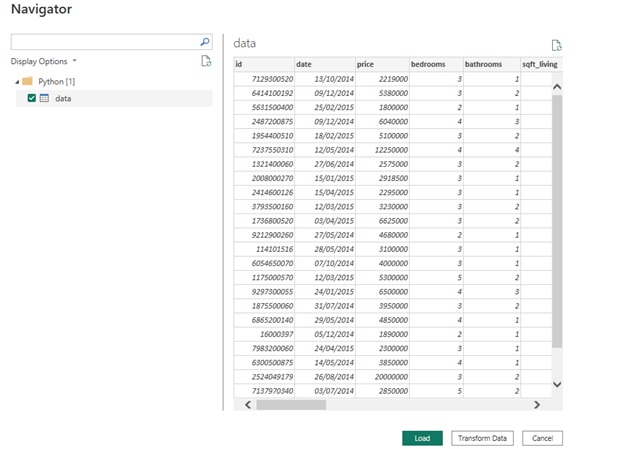 Navigator
Display Options
Python [1]
data
data
id date price bedrooms bathrooms sqft_living
7129300520 13/10/2014 2219000 3 1
6414100192 09/12/2014 5380000 3 2
5631500400 25/02/2015 1800000 2 1
2487200875 09/12/2014 6040000 4 3
1954400510 18/02/2015 5100000 3 2
7237550310 12/05/2014 12250000 4 4
1321400060 27/06/2014 2575000 3 2
2008000270 15/01/2015 2918500 3 1
2414600126 15/04/2015 2295000 3 1
3793500160 12/03/2015 3230000 3 2
1736800520 03/04/2015 6625000 3 2
9212900260 27/05/2014 4680000 2 1
114101516 28/05/2014 3100000 3 1
6054650070 07/10/2014 4000000 3 1
1175000570 12/03/2015 5300000 5 2
9297300055 24/01/2015 6500000 4 3
1875500060 31/07/2014 3950000 3 2
6865200140 29/05/2014 4850000 4 1
16000397 05/12/2014 1890000 2 1
7983200060 24/04/2015 2300000 3 1
6300500875 14/05/2014 3850000 4 1
2524049179 26/08/2014 20000000 3 2
7137970340 03/07/2014 2850000 5 2
Load Transform Data Cancel